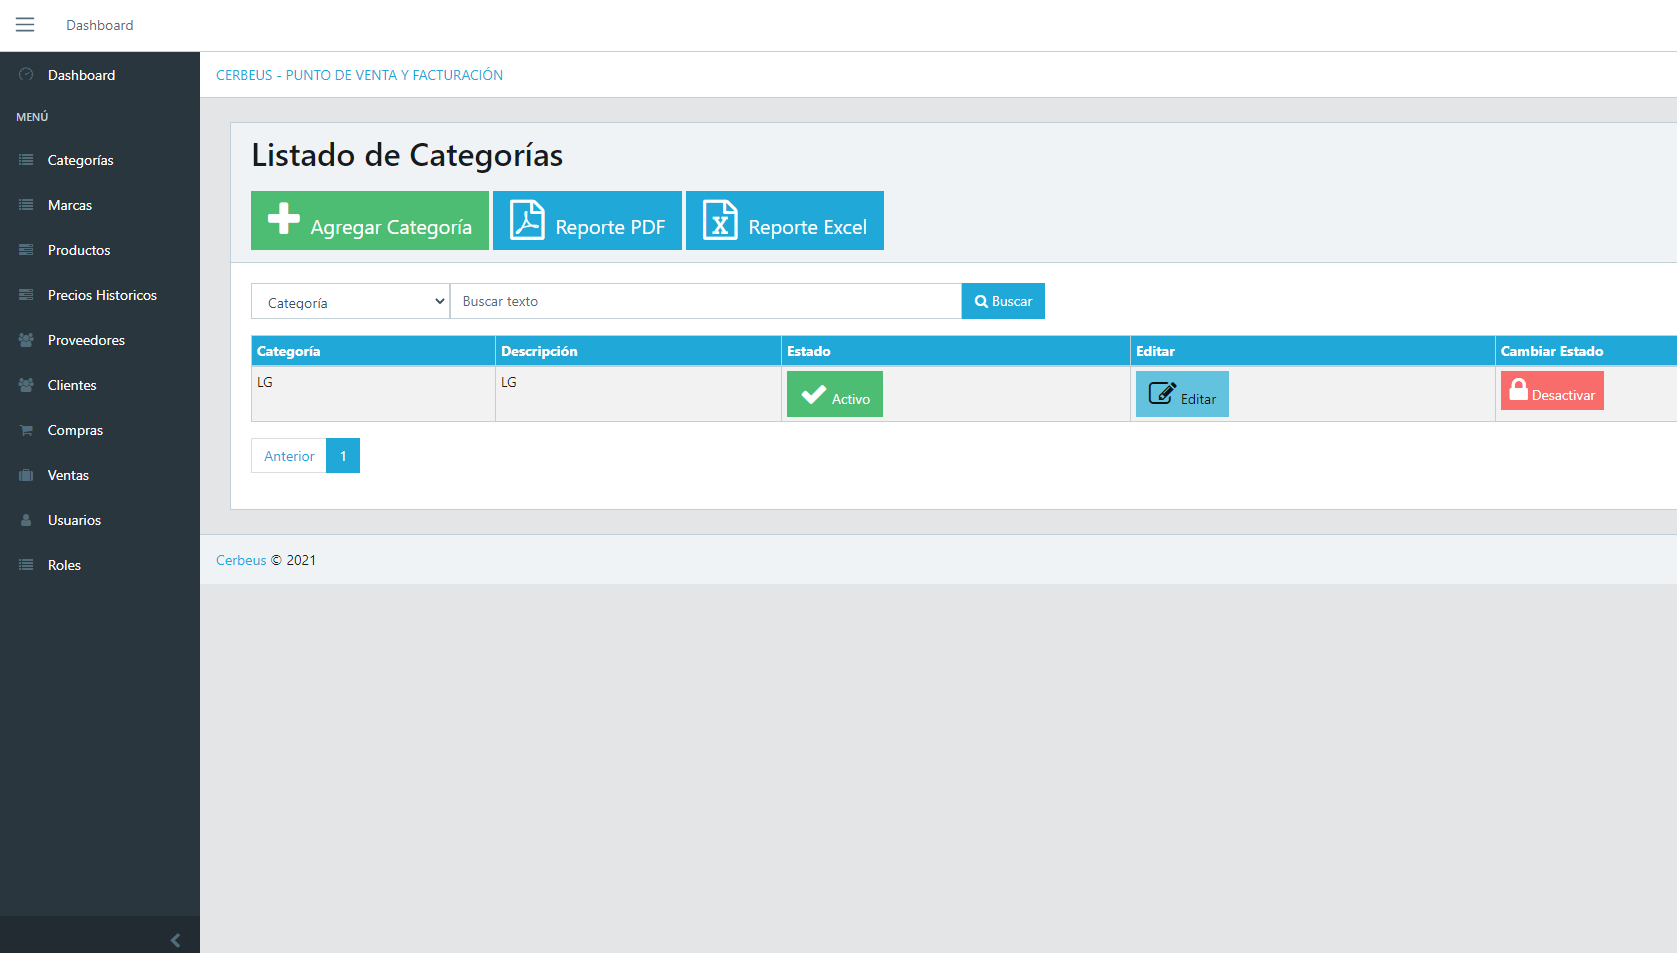 Dashboard
Dashboard
MENÚ
Categorías
Marcas
Productos
Precios Historicos
Proveedores
Clientes
Compras
Ventas
Usuarios
Roles
CERBEUS - PUNTO DE VENTA Y FACTURACIÓN
Listado de Categorías
Agregar Categoría Reporte PDF Reporte Excel
Categoría Buscar texto Buscar
Categoría Descripción Estado Editar Cambiar Estado
LG LG Activo Editar Desactivar
Anterior 1
Cerbeus © 2021